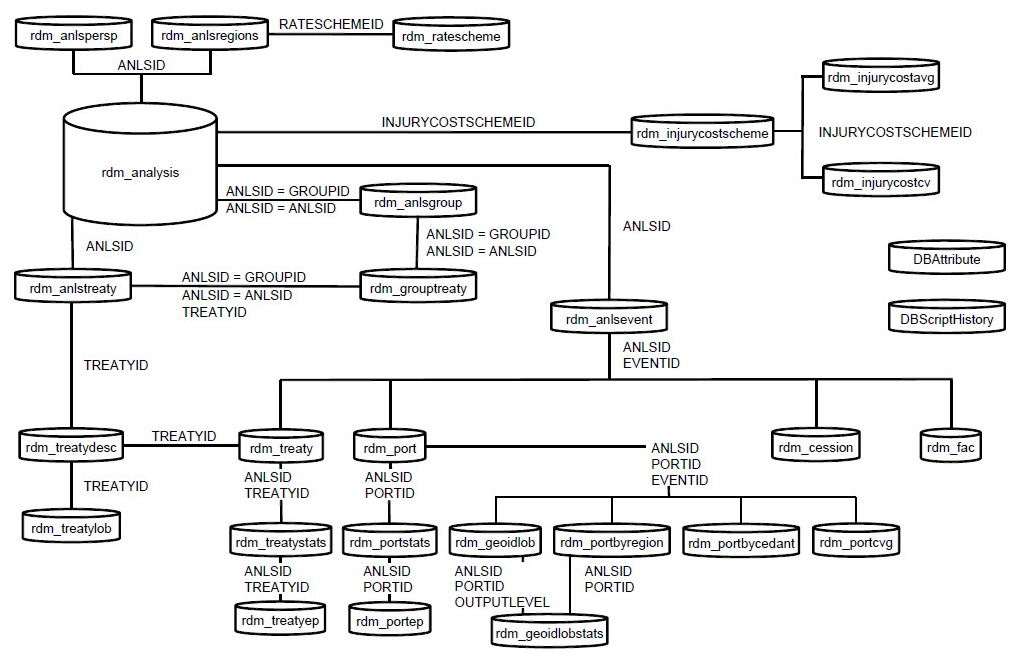 rdm_anlspersp
rdm_anlsregions
RATESCHEMEID
rdm_ratescheme
ANLSID
rdm_analysis
INJURYCOSTSCHEMEID
rdm_injurycostscheme
rdm_injurycostavg
INJURYCOSTSCHEMEID
rdm_injurycostcv
ANLSID = GROUPID
ANLSID = ANLSID
rdm_anlsgroup
ANLSID
ANLSID = GROUPID
ANLSID = ANLSID
ANLSID
DBAttribute
rdm_anlstreaty
ANLSID = GROUPID
ANLSID = ANLSID
TREATYID
rdm_grouptreaty
rdm_anlsevent
DBScriptHistory
ANLSID
EVENTID
TREATYID
rdm_treatydesc
TREATYID
rdm_treaty
rdm_port
ANLSID
PORTID
EVENTID
rdm_cession
rdm_fac
TREATYID
ANLSID
TREATYID
ANLSID
PORTID
rdm_treatylob
rdm_treatystats
rdm_portstats
rdm_geoidlob
rdm_portbyregion
rdm_portbycedant
rdm_portcvg
ANLSID
TREATYID
ANLSID
PORTID
ANLSID
PORTID
OUTPUTLEVEL
ANLSID
PORTID
rdm_treatyep
rdm_portep
rdm_geoidlobstats